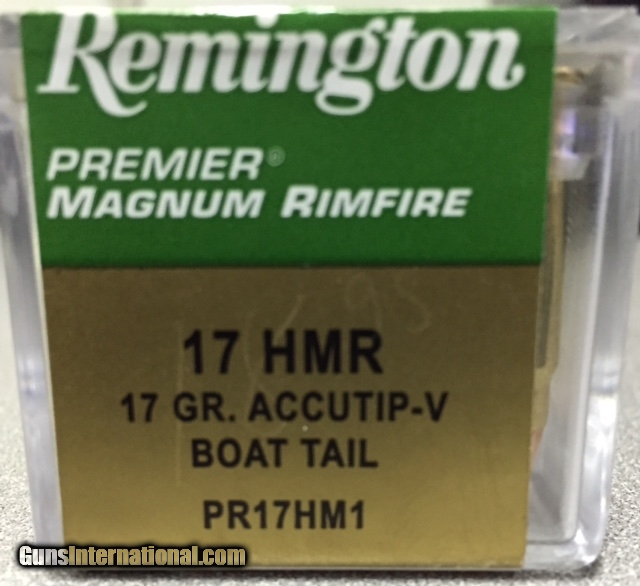 Remington
PREMIER®
MAGNUM RIMFIRE
17 HMR
17 GR. ACCUTIP-V
BOAT TAIL
PR17HM1
GunsInternational.com